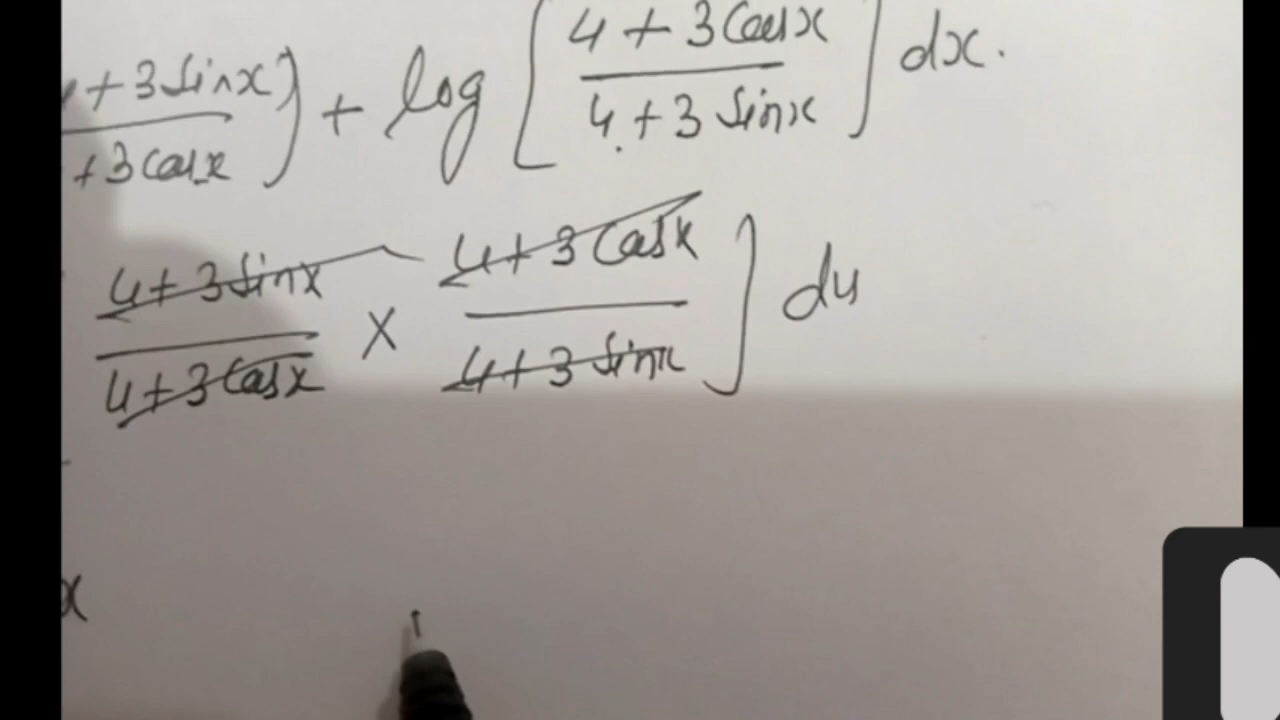 + 3 Sinx) + log [ 4 + 3 Cosx ] dx.
+ 3 Cosx 4 + 3 Sinx
4 + 3 Sinx × 4 + 3 Cosx ] dx
4 + 3 Cosx 4 + 3 Sinx
x